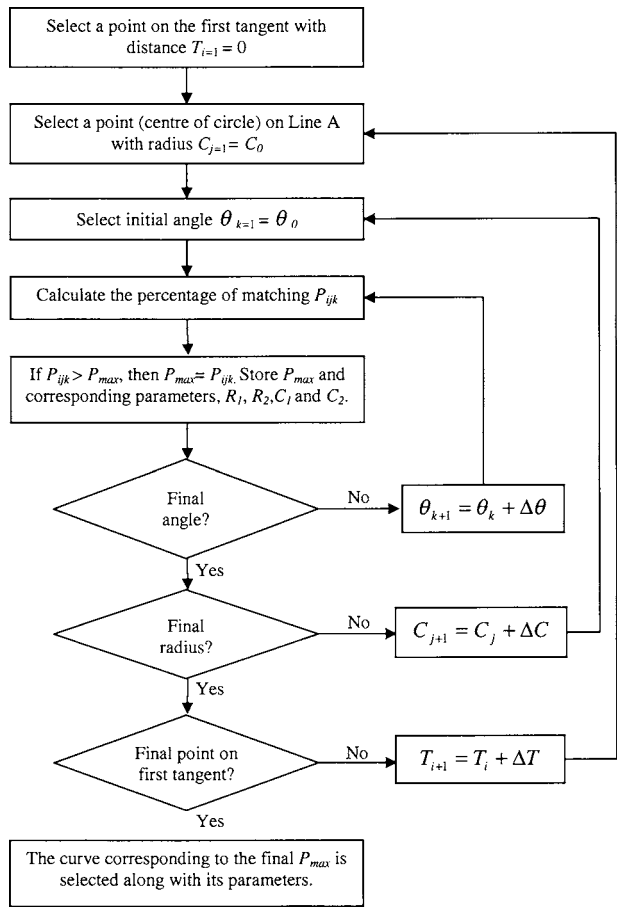 Select a point on the first tangent with
distance T_{i=1} = 0
Select a point (centre of circle) on Line A
with radius C_{j=1} = C_0
Select initial angle θ_{k=1} = θ_0
Calculate the percentage of matching P_{ijk}
If P_{ijk} > P_{max}, then P_{max} = P_{ijk}. Store P_{max} and
corresponding parameters, R_1, R_2, C_1 and C_2.
Final
angle?
No
θ_{k+1} = θ_k + Δθ
Yes
Final
radius?
No
C_{j+1} = C_j + ΔC
Yes
Final point on
first tangent?
No
T_{i+1} = T_i + ΔT
Yes
The curve corresponding to the final P_{max} is
selected along with its parameters.